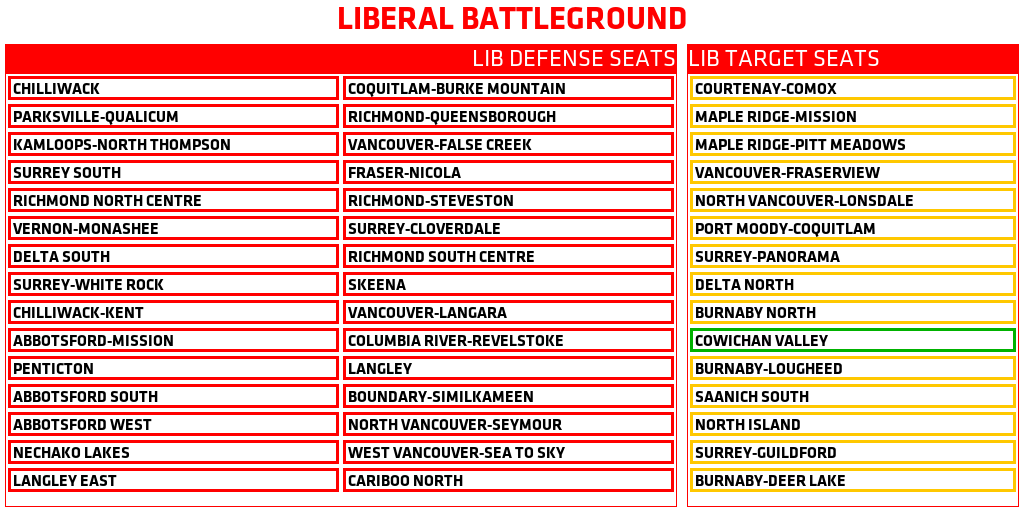 LIBERAL BATTLEGROUND
LIB DEFENSE SEATS
CHILLIWACK
PARKSVILLE-QUALICUM
KAMLOOPS-NORTH THOMPSON
SURREY SOUTH
RICHMOND NORTH CENTRE
VERNON-MONASHEE
DELTA SOUTH
SURREY-WHITE ROCK
CHILLIWACK-KENT
ABBOTSFORD-MISSION
PENTICTON
ABBOTSFORD SOUTH
ABBOTSFORD WEST
NECHAKO LAKES
LANGLEY EAST
COQUITLAM-BURKE MOUNTAIN
RICHMOND-QUEENSBOROUGH
VANCOUVER-FALSE CREEK
FRASER-NICOLA
RICHMOND-STEVESTON
SURREY-CLOVERDALE
RICHMOND SOUTH CENTRE
SKEENA
VANCOUVER-LANGARA
COLUMBIA RIVER-REVELSTOKE
LANGLEY
BOUNDARY-SIMILKAMEEN
NORTH VANCOUVER-SEYMOUR
WEST VANCOUVER-SEA TO SKY
CARIBOO NORTH
LIB TARGET SEATS
COURTENAY-COMOX
MAPLE RIDGE-MISSION
MAPLE RIDGE-PITT MEADOWS
VANCOUVER-FRASERVIEW
NORTH VANCOUVER-LONSDALE
PORT MOODY-COQUITLAM
SURREY-PANORAMA
DELTA NORTH
BURNABY NORTH
COWICHAN VALLEY
BURNABY-LOUGHEED
SAANICH SOUTH
NORTH ISLAND
SURREY-GUILDFORD
BURNABY-DEER LAKE